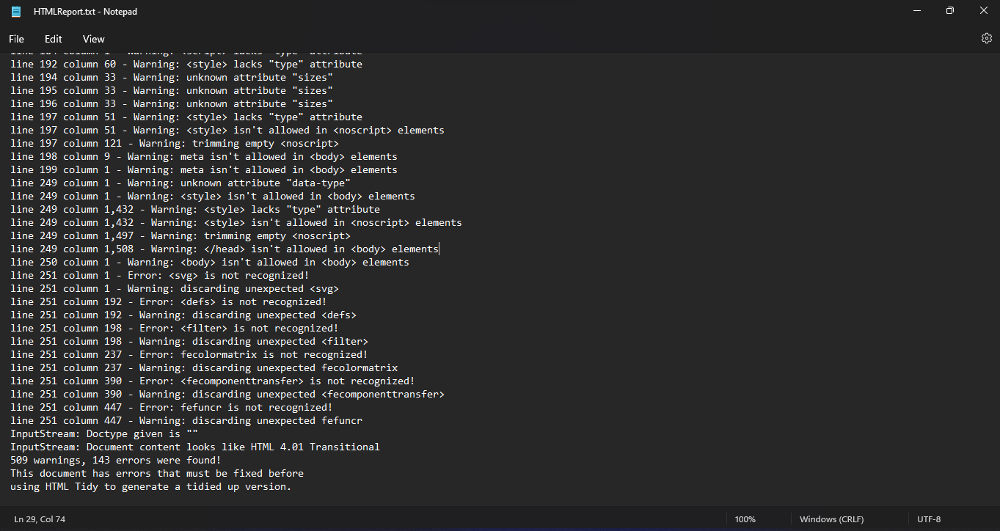 HTMLReport.txt - Notepad
File Edit View
line 192 column 60 - Warning: <style> lacks "type" attribute
line 194 column 33 - Warning: unknown attribute "sizes"
line 195 column 33 - Warning: unknown attribute "sizes"
line 196 column 33 - Warning: unknown attribute "sizes"
line 197 column 51 - Warning: <style> lacks "type" attribute
line 197 column 51 - Warning: <style> isn't allowed in <noscript> elements
line 197 column 121 - Warning: trimming empty <noscript>
line 198 column 9 - Warning: meta isn't allowed in <body> elements
line 199 column 1 - Warning: meta isn't allowed in <body> elements
line 249 column 1 - Warning: unknown attribute "data-type"
line 249 column 1 - Warning: <style> isn't allowed in <body> elements
line 249 column 1,432 - Warning: <style> lacks "type" attribute
line 249 column 1,432 - Warning: <style> isn't allowed in <noscript> elements
line 249 column 1,497 - Warning: trimming empty <noscript>
line 249 column 1,508 - Warning: </head> isn't allowed in <body> elements
line 250 column 1 - Warning: <body> isn't allowed in <body> elements
line 251 column 1 - Error: <svg> is not recognized!
line 251 column 1 - Warning: discarding unexpected <svg>
line 251 column 192 - Error: <defs> is not recognized!
line 251 column 192 - Warning: discarding unexpected <defs>
line 251 column 198 - Error: <filter> is not recognized!
line 251 column 198 - Warning: discarding unexpected <filter>
line 251 column 237 - Error: fecolormatrix is not recognized!
line 251 column 237 - Warning: discarding unexpected fecolormatrix
line 251 column 390 - Error: <fecomponenttransfer> is not recognized!
line 251 column 390 - Warning: discarding unexpected <fecomponenttransfer>
line 251 column 447 - Error: fefuncr is not recognized!
line 251 column 447 - Warning: discarding unexpected fefuncr
InputStream: Doctype given is ""
InputStream: Document content looks like HTML 4.01 Transitional
509 warnings, 143 errors were found!
This document has errors that must be fixed before
using HTML Tidy to generate a tidied up version.
Ln 29, Col 74 100% Windows (CRLF) UTF-8